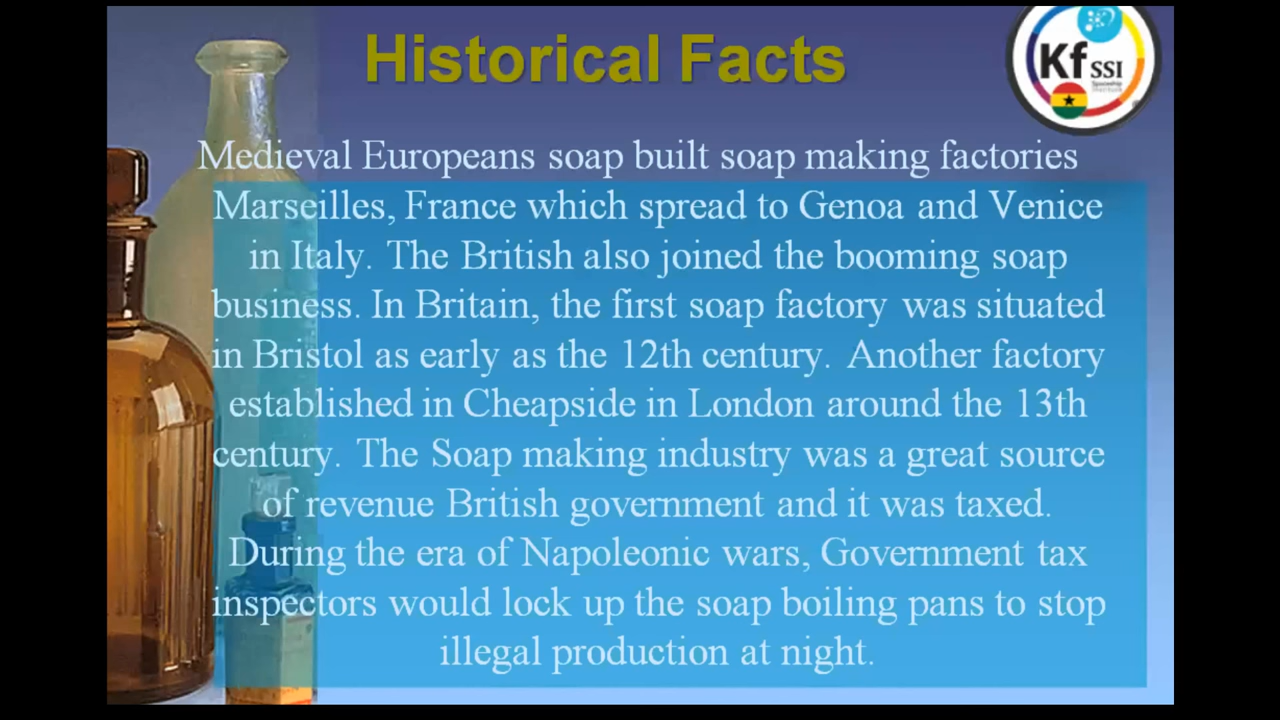 Historical Facts
Kf SSI
Medieval Europeans soap built soap making factories
Marseilles, France which spread to Genoa and Venice
in Italy. The British also joined the booming soap
business. In Britain, the first soap factory was situated
in Bristol as early as the 12th century. Another factory
established in Cheapside in London around the 13th
century. The Soap making industry was a great source
of revenue British government and it was taxed.
During the era of Napoleonic wars, Government tax
inspectors would lock up the soap boiling pans to stop
illegal production at night.